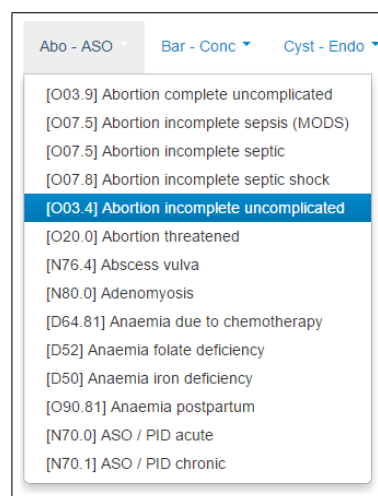 Abo - ASO Bar - Conc Cyst - Endo
[O03.9] Abortion complete uncomplicated
[O07.5] Abortion incomplete sepsis (MODS)
[O07.5] Abortion incomplete septic
[O07.8] Abortion incomplete septic shock
[O03.4] Abortion incomplete uncomplicated
[O20.0] Abortion threatened
[N76.4] Abscess vulva
[N80.0] Adenomyosis
[D64.81] Anaemia due to chemotherapy
[D52] Anaemia folate deficiency
[D50] Anaemia iron deficiency
[O90.81] Anaemia postpartum
[N70.0] ASO / PID acute
[N70.1] ASO / PID chronic